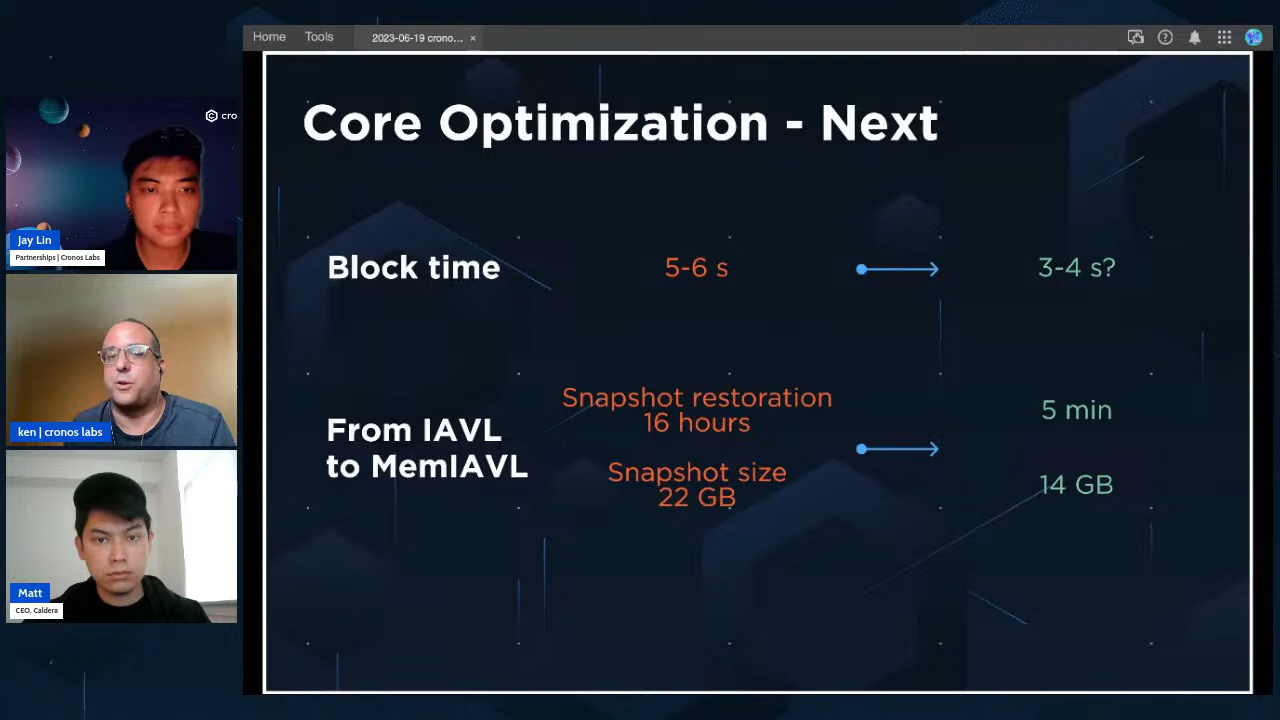 Home
Tools
2023-06-19 crono...
×
cro
Jay Lin
Partnerships | Cronos Labs
ken | cronos labs
Matt
CEO, Caldera
Core Optimization - Next
Block time
5-6 s
3-4 s?
From IAVL
to MemIAVL
Snapshot restoration
16 hours
5 min
Snapshot size
22 GB
14 GB